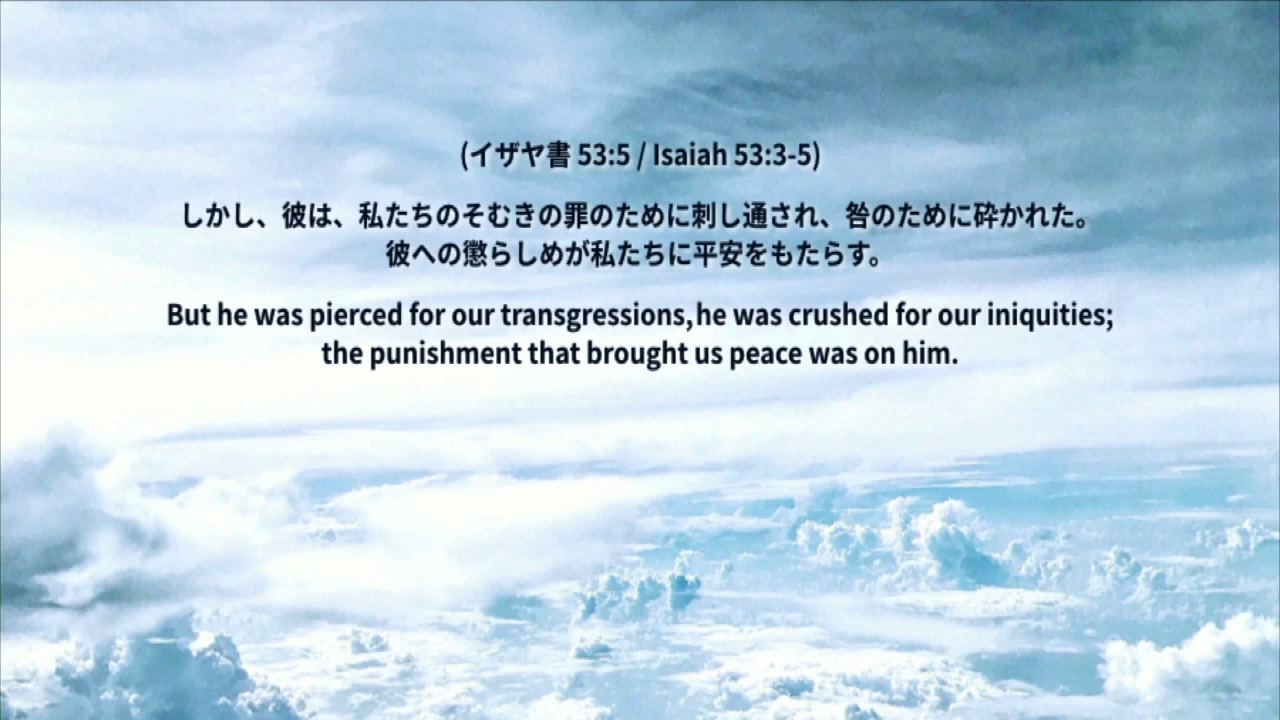 (イザヤ書 53:5 / Isaiah 53:3-5)
しかし、彼は、私たちのそむきの罪のために刺し通され、咎のために砕かれた。
彼への懲らしめが私たちに平安をもたらす。
But he was pierced for our transgressions,he was crushed for our iniquities;
the punishment that brought us peace was on him.